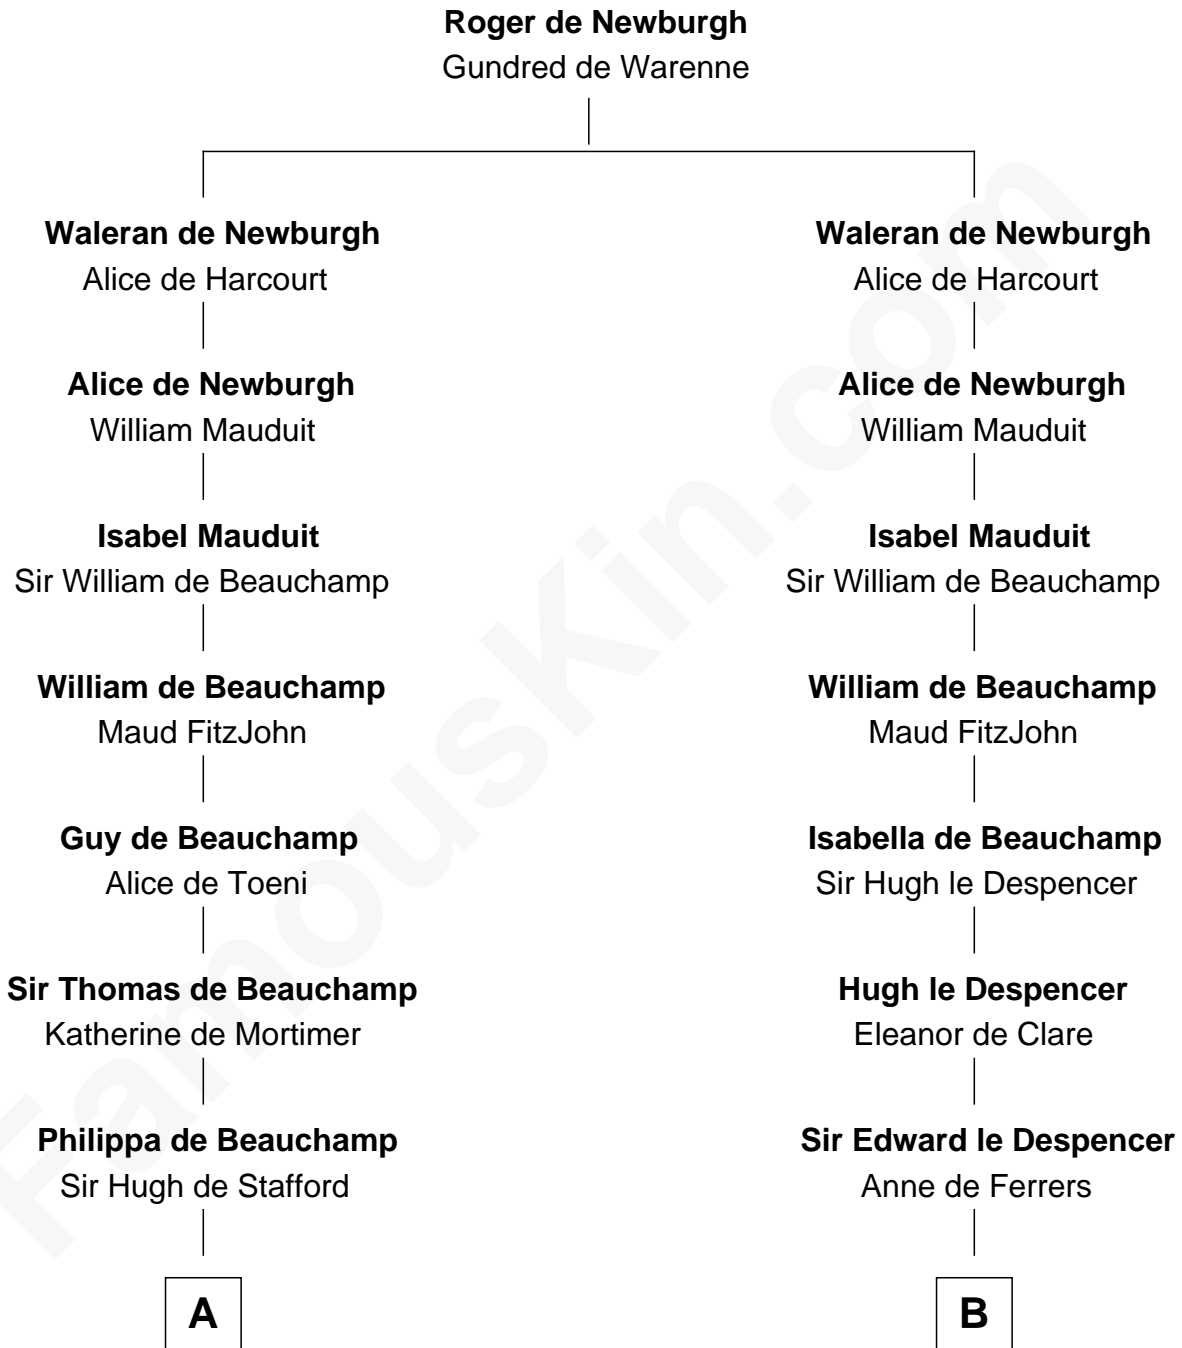 Roger de Newburgh
Gundred de Warenne
Waleran de Newburgh
Alice de Harcourt
Alice de Newburgh
William Mauduit
Isabel Mauduit
Sir William de Beauchamp
William de Beauchamp
Maud FitzJohn
Guy de Beauchamp
Alice de Toeni
Sir Thomas de Beauchamp
Katherine de Mortimer
Philippa de Beauchamp
Sir Hugh de Stafford
A
Waleran de Newburgh
Alice de Harcourt
Alice de Newburgh
William Mauduit
Isabel Mauduit
Sir William de Beauchamp
William de Beauchamp
Maud FitzJohn
Isabella de Beauchamp
Sir Hugh le Despencer
Hugh le Despencer
Eleanor de Clare
Sir Edward le Despencer
Anne de Ferrers
B
FamousKin.com